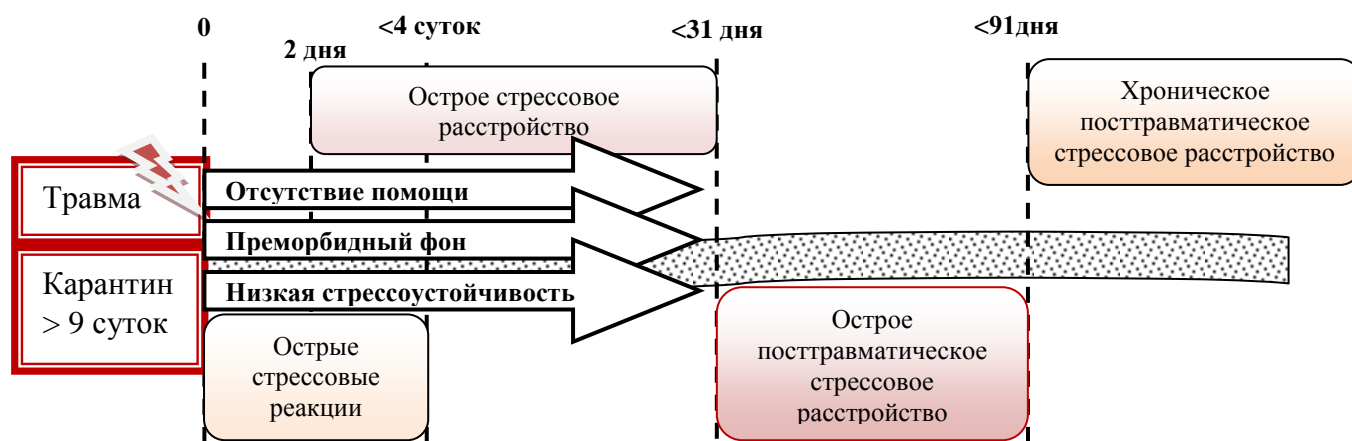 0
2 дня
<4 суток
<31 дня
<91дня
Острое стрессовое
расстройство
Хроническое
посттравматическое
стрессовое расстройство
Травма
Отсутствие помощи
Преморбидный фон
Низкая стрессоустойчивость
Карантин
> 9 суток
Острые
стрессовые
реакции
Острое
посттравматическое
стрессовое
расстройство